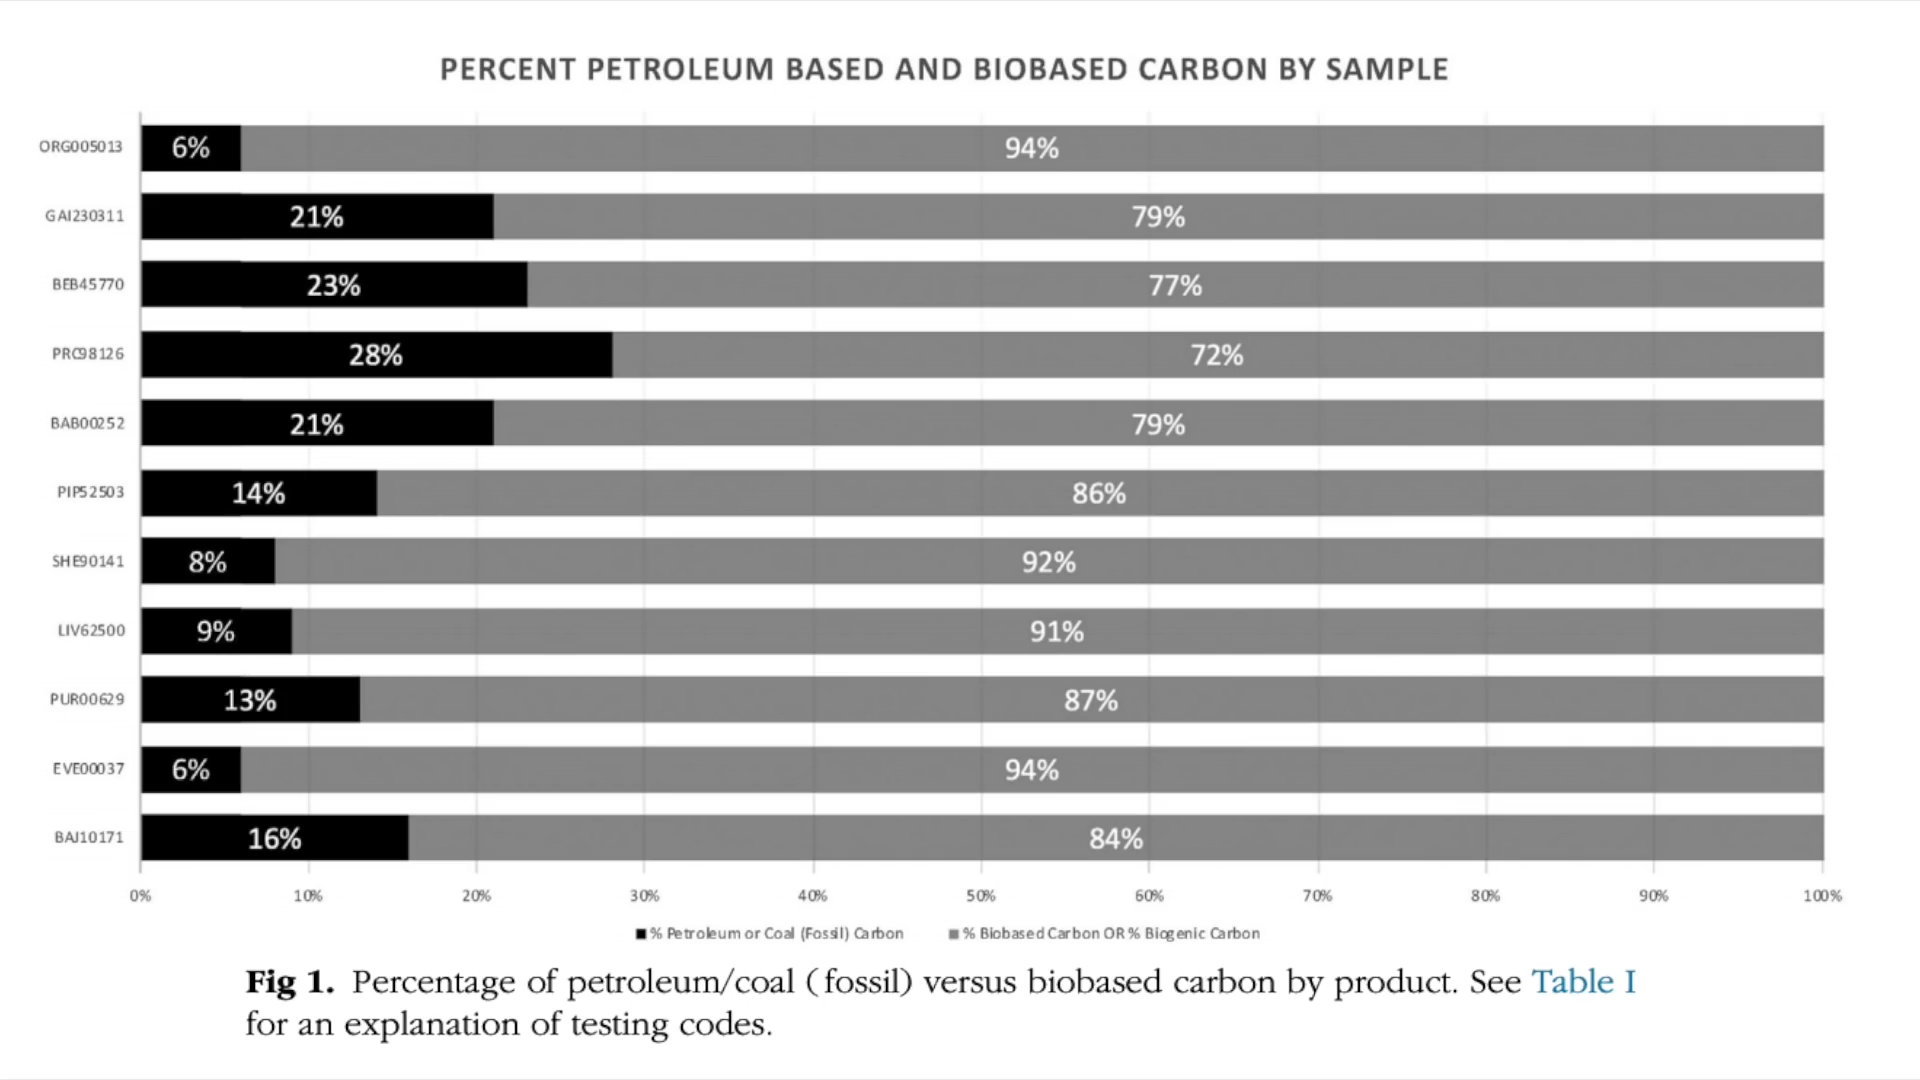 PERCENT PETROLEUM BASED AND BIOBASED CARBON BY SAMPLE
ORG005013 6% 94%
GAI230311 21% 79%
BEB45770 23% 77%
PRC98126 28% 72%
BAB00252 21% 79%
PIP52503 14% 86%
SHE90141 8% 92%
LIV62500 9% 91%
PUR00629 13% 87%
EVE00037 6% 94%
BAJ10171 16% 84%
0% 10% 20% 30% 40% 50% 60% 70% 80% 90% 100%
% Petroleum or Coal (Fossil) Carbon % Biobased Carbon OR % Biogenic Carbon
Fig 1. Percentage of petroleum/coal (fossil) versus biobased carbon by product. See Table I
for an explanation of testing codes.